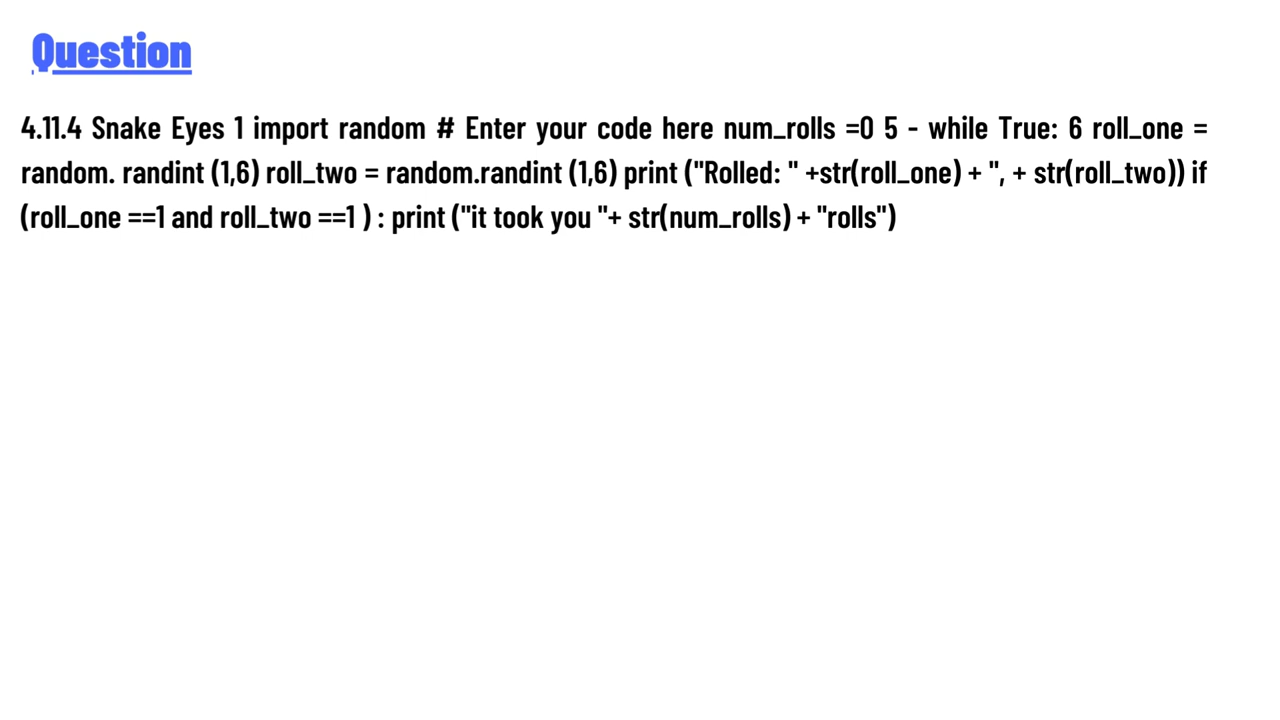 Question
4.11.4 Snake Eyes 1 import random # Enter your code here num_rolls =0 5 - while True: 6 roll_one =
random. randint (1,6) roll_two = random.randint (1,6) print ("Rolled: " +str(roll_one) + ", + str(roll_two)) if
(roll_one ==1 and roll_two ==1 ) : print ("it took you "+ str(num_rolls) + "rolls")